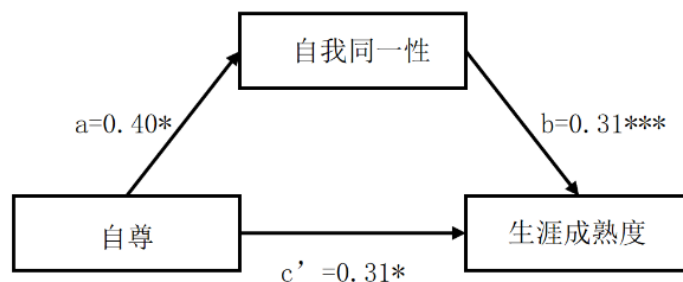 自我同一性
a=0.40*
b=0.31***
自尊
生涯成熟度
c’=0.31*